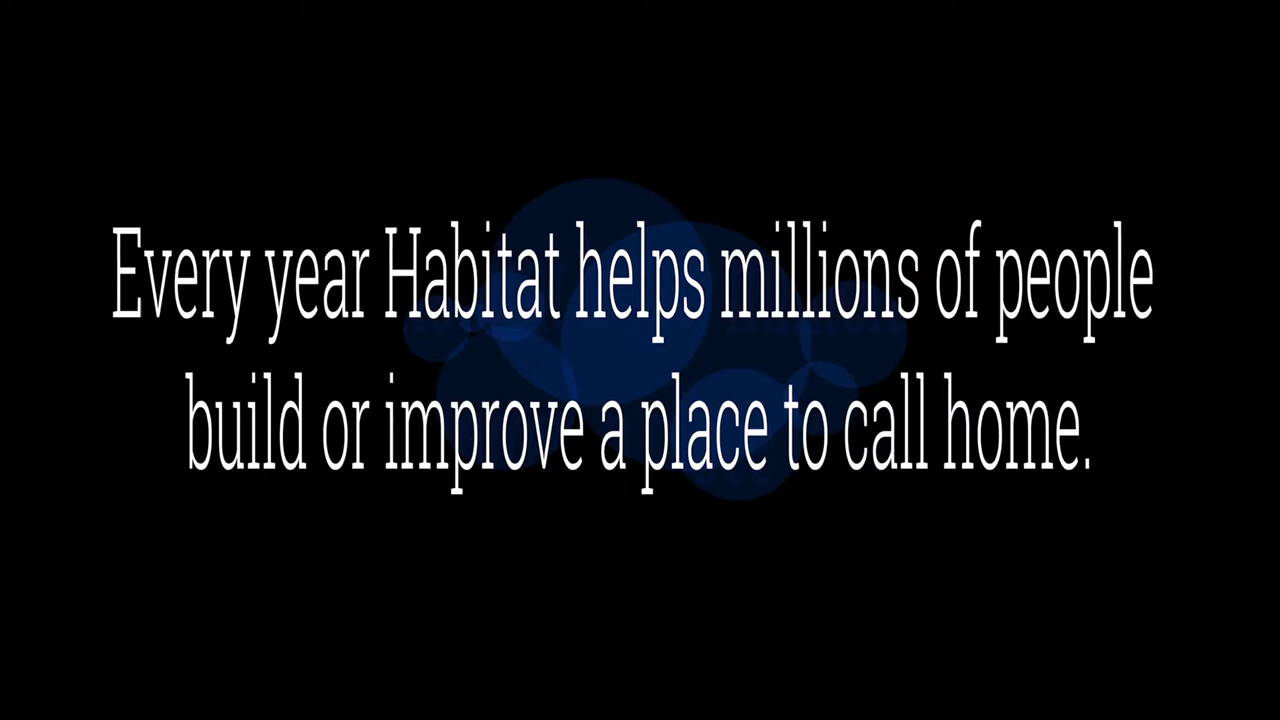 Every year Habitat helps millions of people
build or improve a place to call home.